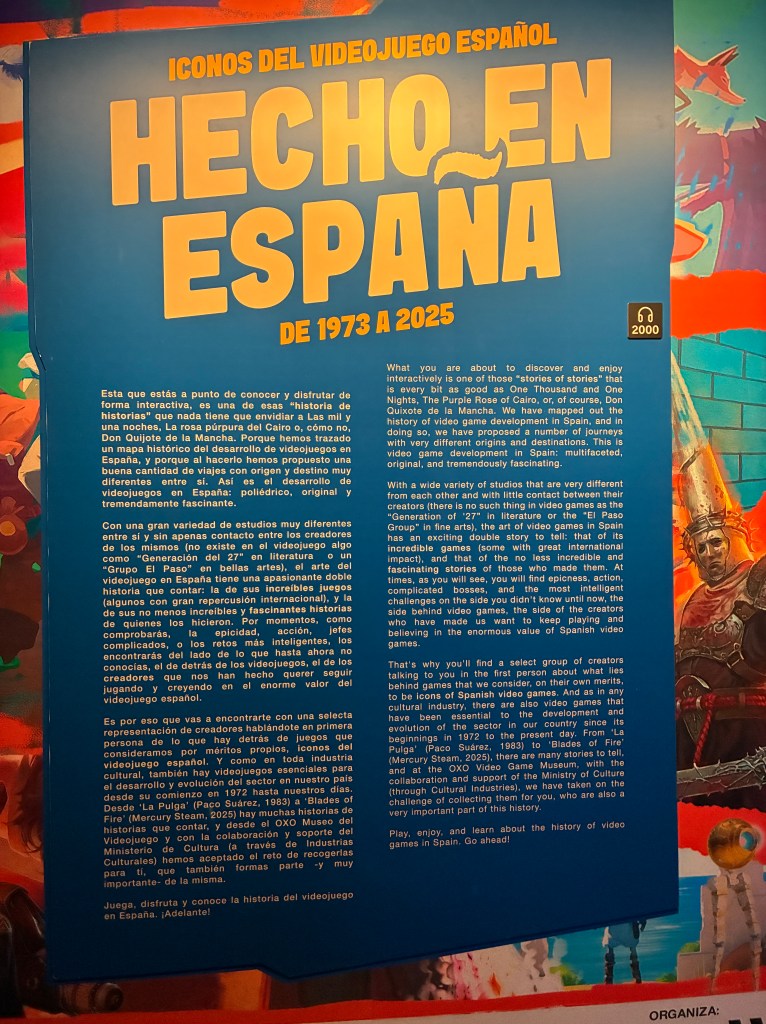 ICONOS DEL VIDEOJUEGO ESPAÑOL
HECHO EN
ESPAÑA
DE 1973 A 2025
2000
Esta que estás a punto de conocer y disfrutar de
forma interactiva, es una de esas “historia de
historias” que nada tiene que envidiar a Las mil y
una noches, La rosa púrpura del Cairo o, cómo no,
Don Quijote de la Mancha. Porque hemos trazado
un mapa histórico del desarrollo de videojuegos en
España, y porque al hacerlo hemos propuesto una
buena cantidad de viajes con origen y destino muy
diferentes entre sí. Así es el desarrollo de
videojuegos en España: poliédrico, original y
tremendamente fascinante.
Con una gran variedad de estudios muy diferentes
entre sí y sin apenas contacto entre los creadores
de los mismos (no existe en el videojuego algo
como “Generación del 27” en literatura o un
“Grupo El Paso” en bellas artes), el arte del
videojuego en España tiene una apasionante doble
historia que contar: la de sus increíbles juegos
(algunos con gran repercusión internacional), y la
de sus no menos increíbles y fascinantes historias
de quienes los hicieron. Por momentos, como
comprobarás, la epicidad, acción, jefes
complicados, o los retos más inteligentes, los
encontrarás del lado de lo que hasta ahora no
conocías, el de detrás de los videojuegos, el de los
creadores que nos han hecho querer seguir
jugando y creyendo en el enorme valor del
videojuego español.
Es por eso que vas a encontrarte con una selecta
representación de creadores hablándote en primera
persona de lo que hay detrás de juegos que
consideramos por méritos propios, iconos del
videojuego español. Y como en toda industria
cultural, también hay videojuegos esenciales para
el desarrollo y evolución del sector en nuestro país
desde su comienzo en 1972 hasta nuestros días.
Desde ‘La Pulga’ (Paco Suárez, 1983) a ‘Blades of
Fire’ (Mercury Steam, 2025) hay muchas historias de
historias que contar, y desde el OXO Museo del
Videojuego y con la colaboración y soporte del
Ministerio de Cultura (a través de Industrias
Culturales) hemos aceptado el reto de recogerlas
para tí, que también formas parte -y muy
importante- de la misma.
Juega, disfruta y conoce la historia del videojuego
en España. ¡Adelante!
What you are about to discover and enjoy
interactively is one of those “stories of stories” that
is every bit as good as One Thousand and One
Nights, The Purple Rose of Cairo, or, of course, Don
Quixote de la Mancha. We have mapped out the
history of video game development in Spain, and in
doing so, we have proposed a number of journeys
with very different origins and destinations. This is
video game development in Spain: multifaceted,
original, and tremendously fascinating.
With a wide variety of studios that are very different
from each other and with little contact between their
creators (there is no such thing in video games as the
“Generation of '27” in literature or the "El Paso
Group" in fine arts), the art of video games in Spain
has an exciting double story to tell: that of its
incredible games (some with great international
impact), and that of the no less incredible and
fascinating stories of those who made them. At
times, as you will see, you will find epicness, action,
complicated bosses, and the most intelligent
challenges on the side you didn't know until now, the
side behind video games, the side of the creators
who have made us want to keep playing and
believing in the enormous value of Spanish video
games.
That's why you'll find a select group of creators
talking to you in the first person about what lies
behind games that we consider, on their own merits,
to be icons of Spanish video games. And as in any
cultural industry, there are also video games that
have been essential to the development and
evolution of the sector in our country since its
beginnings in 1972 to the present day. From ‘La
Pulga’ (Paco Suárez, 1983) to ‘Blades of Fire’
(Mercury Steam, 2025), there are many stories to tell,
and at the OXO Video Game Museum, with the
collaboration and support of the Ministry of Culture
(through Cultural Industries), we have taken on the
challenge of collecting them for you, who are also a
very important part of this history.
Play, enjoy, and learn about the history of video
games in Spain. Go ahead!
ORGANIZA: